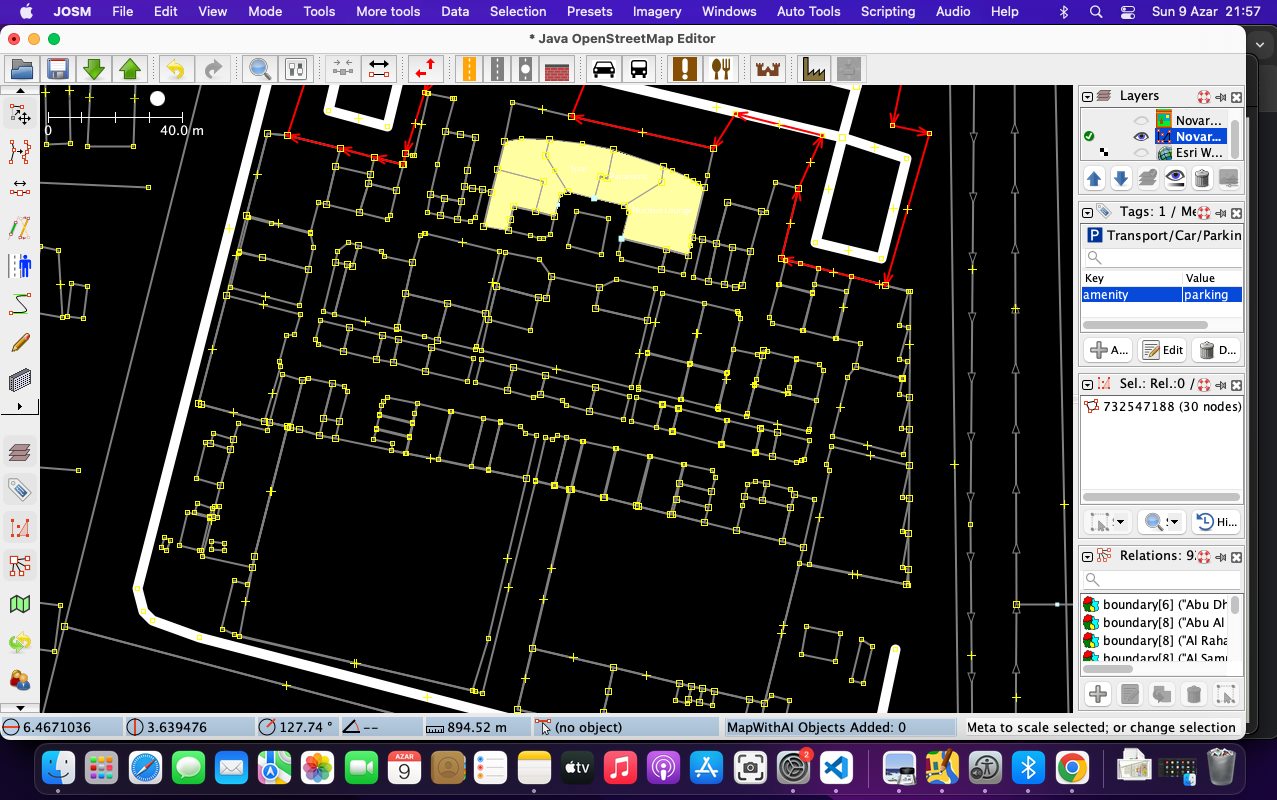 JOSM File Edit View Mode Tools More tools Data Selection Presets Imagery Windows Auto Tools Scripting Audio Help Sun 9 Azar 21:57
* Java OpenStreetMap Editor
0 40.0 m
Layers
Novar...
Novar...
Esri W...
Tags: 1 / Me
Transport/Car/Parkin
Key Value
amenity parking
A... Edit D...
Sel.: Rel.:0 /
732547188 (30 nodes)
Hi...
Relations: 9
boundary[6] ("Abu Dh
boundary[8] ("Abu Al
boundary[8] ("Al Raha
boundary[8] ("Al Sam
6.4671036 3.639476 127.74 ° -- 894.52 m (no object) MapWithAI Objects Added: 0 Meta to scale selected; or change selection
AZAR
9
tv
2